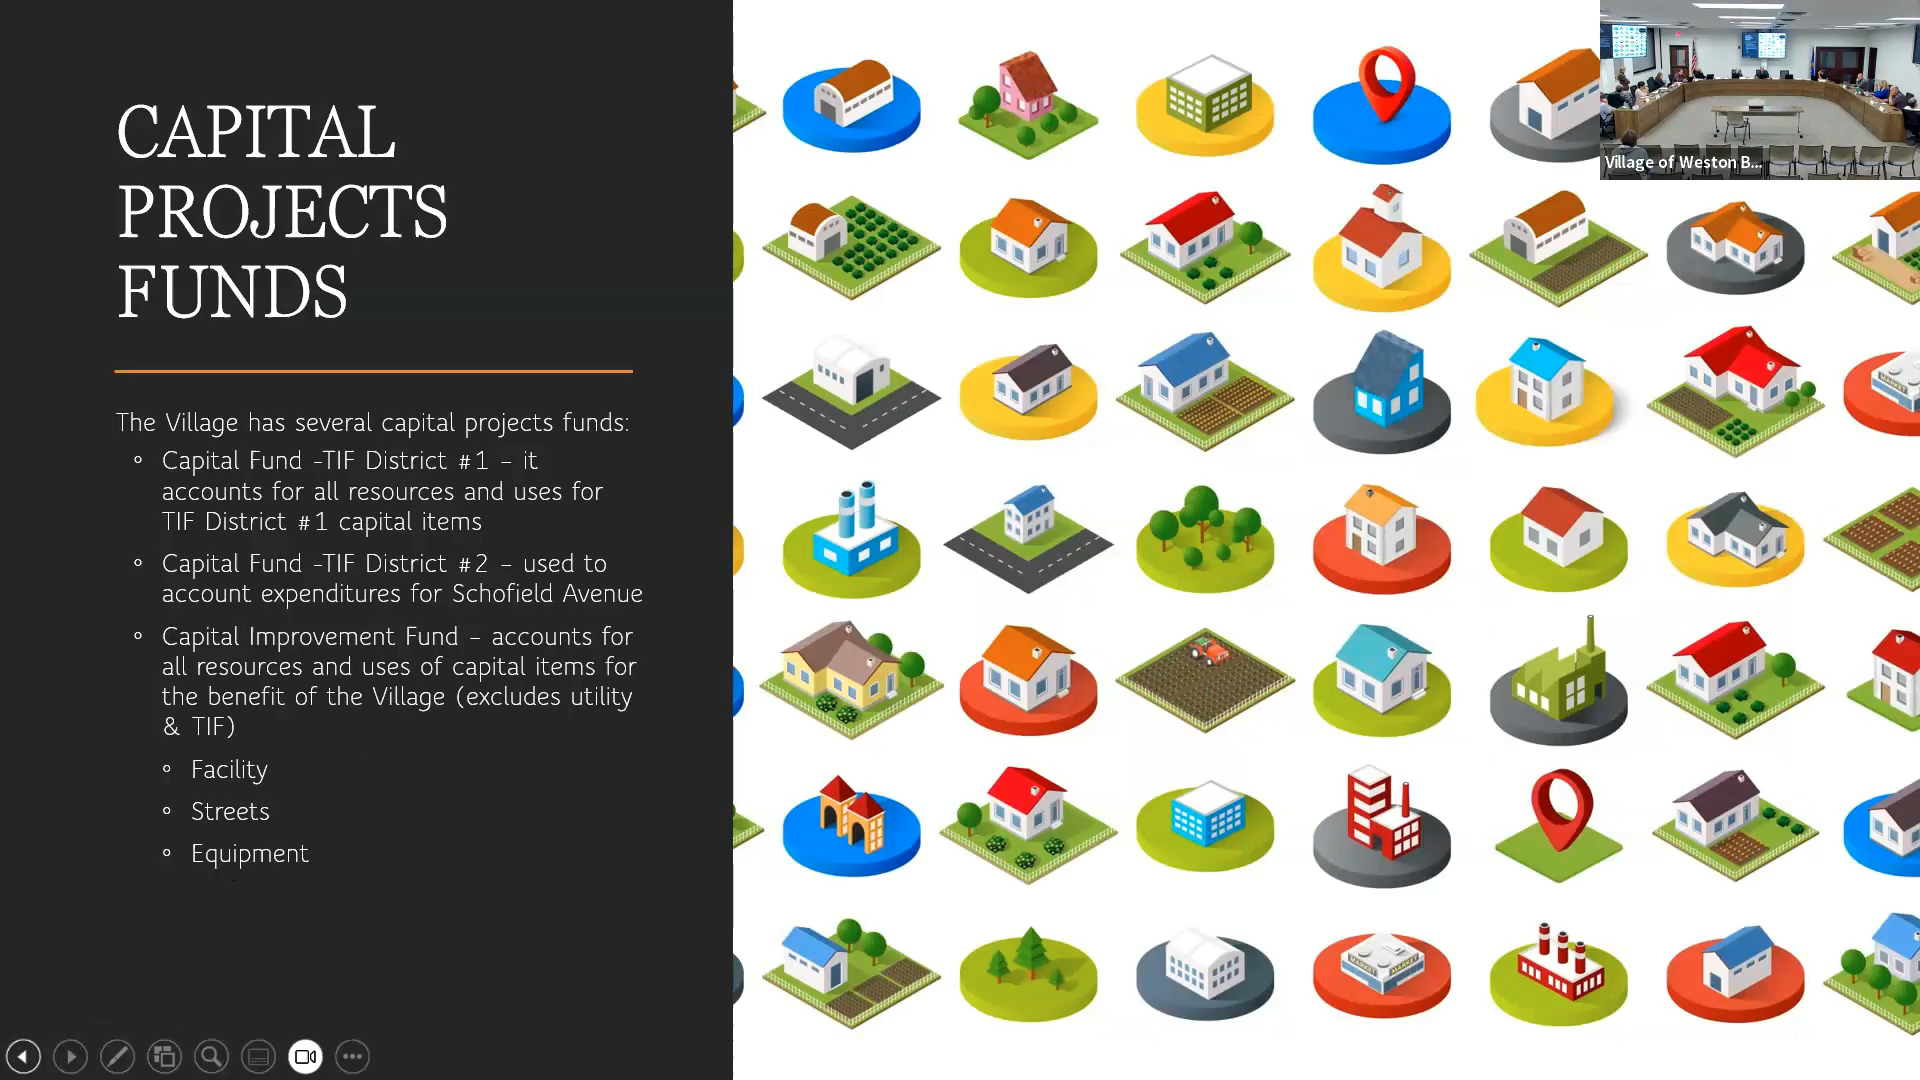 CAPITAL
PROJECTS
FUNDS
The Village has several capital projects funds:
◦ Capital Fund -TIF District #1 – it
accounts for all resources and uses for
TIF District #1 capital items
◦ Capital Fund -TIF District #2 – used to
account expenditures for Schofield Avenue
◦ Capital Improvement Fund – accounts for
all resources and uses of capital items for
the benefit of the Village (excludes utility
& TIF)
◦ Facility
◦ Streets
◦ Equipment
Village of Weston B...
MARKET
MARKET
MARKET